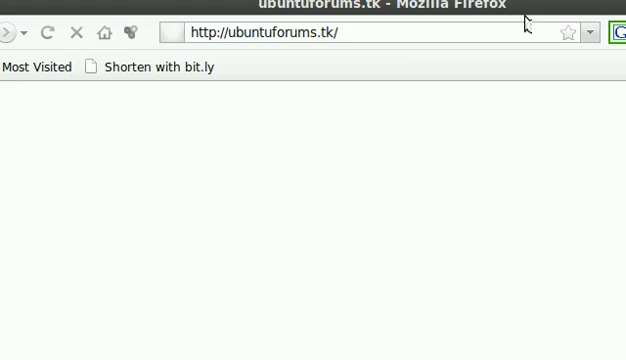 ubuntuforums.tk - Mozilla Firefox
http://ubuntuforums.tk/
Most Visited Shorten with bit.ly
G